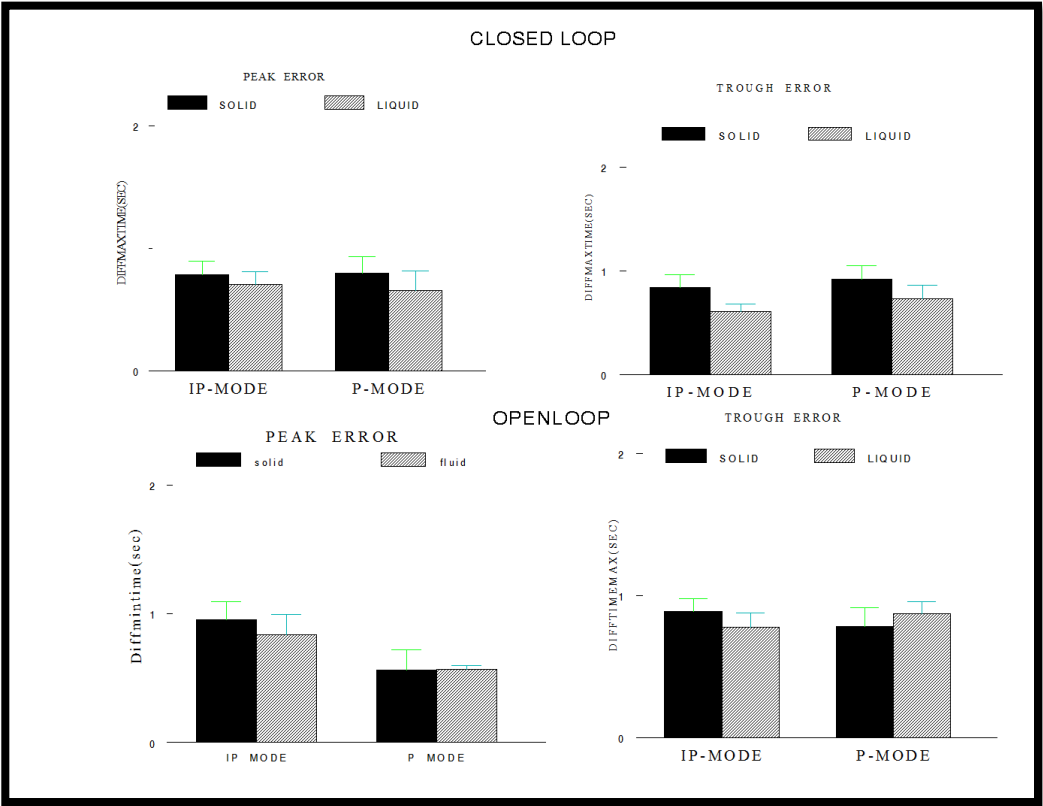 CLOSED LOOP
PEAK ERROR
SOLID LIQUID
2
DIFFMAXTIME(SEC)
0
IP-MODE P-MODE
TROUGH ERROR
SOLID LIQUID
2
DIFFMAXTIME(SEC)
1
0
IP-MODE P-MODE
OPENLOOP
PEAK ERROR
solid fluid
2
Diffmintime(sec)
1
0
IP MODE P MODE
TROUGH ERROR
SOLID LIQUID
2
DIFFTIMEMAX(SEC)
1
0
IP-MODE P-MODE